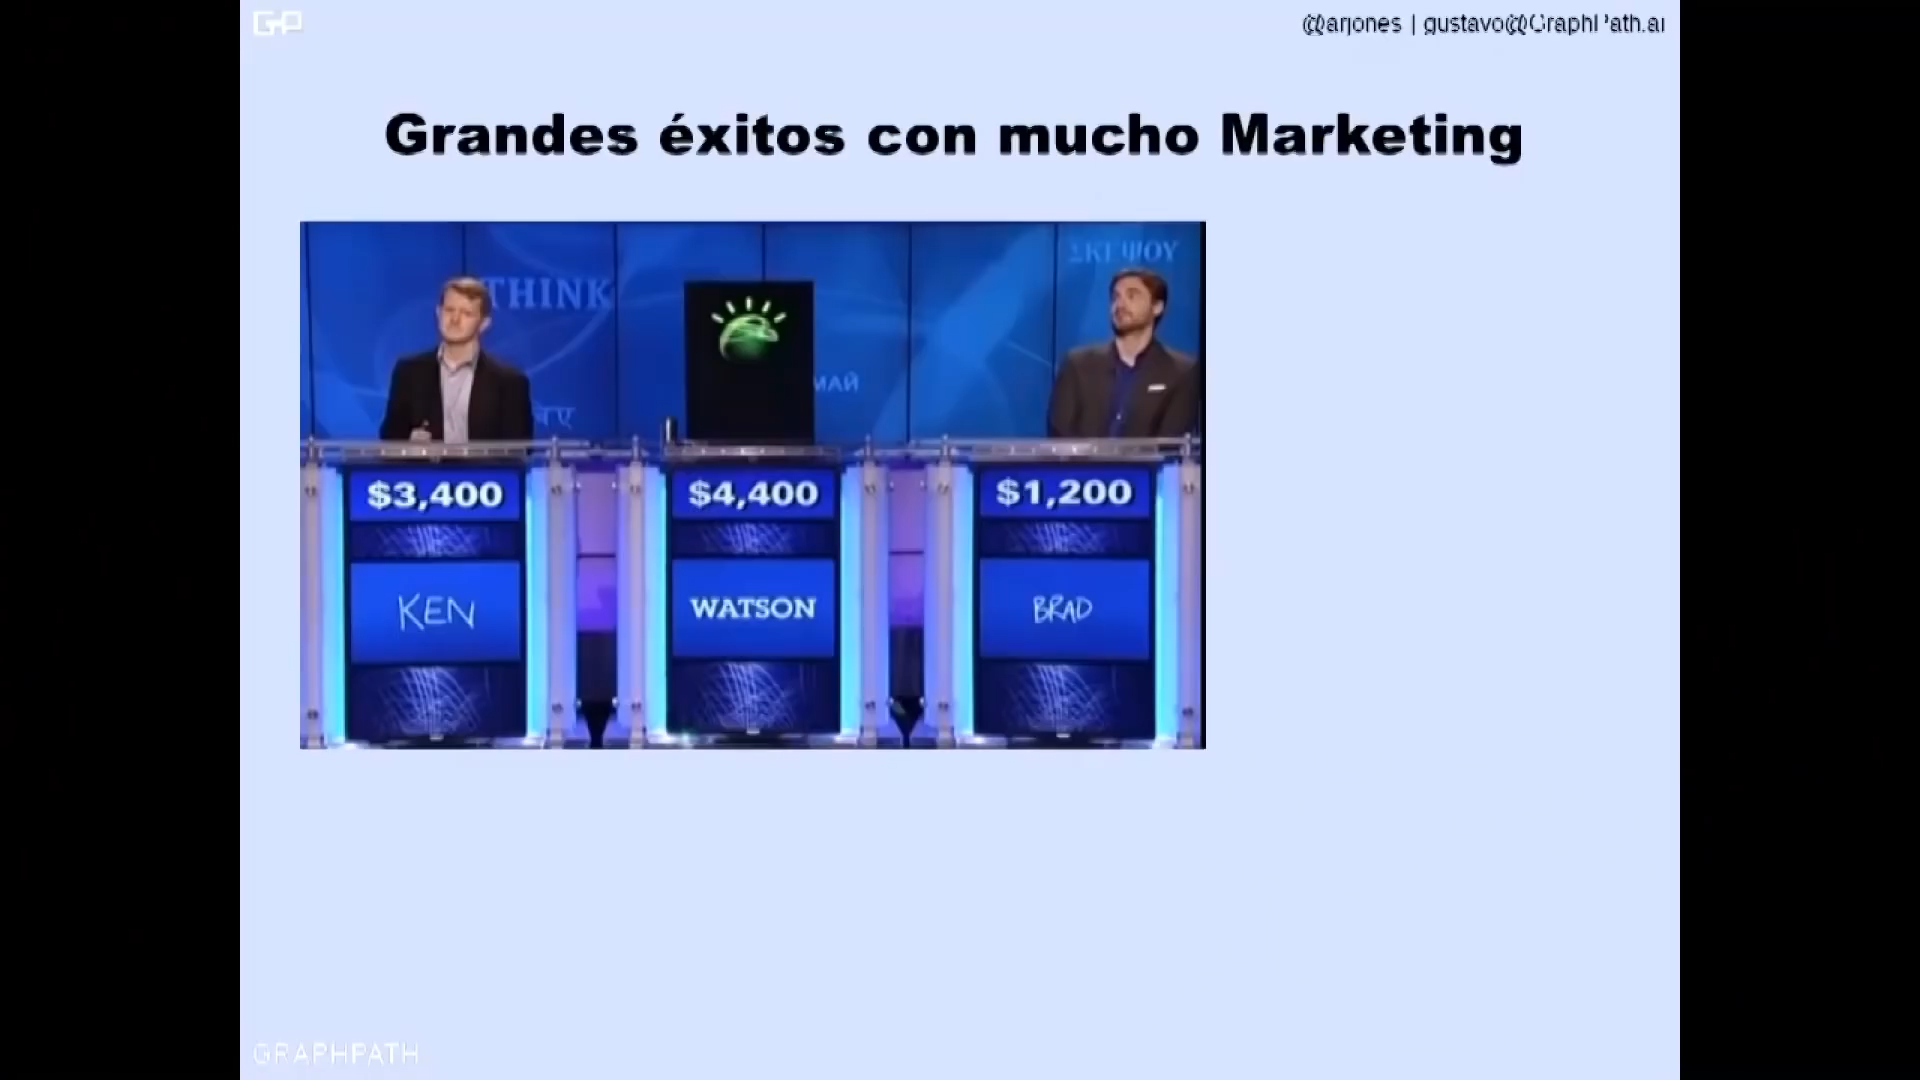 GP
@arjones | gustavo@GraphPath.ai
Grandes éxitos con mucho Marketing
THINK
ΣΚΕΨΟΥ
$3,400
$4,400
$1,200
KEN
WATSON
BRAD
GRAPHPATH